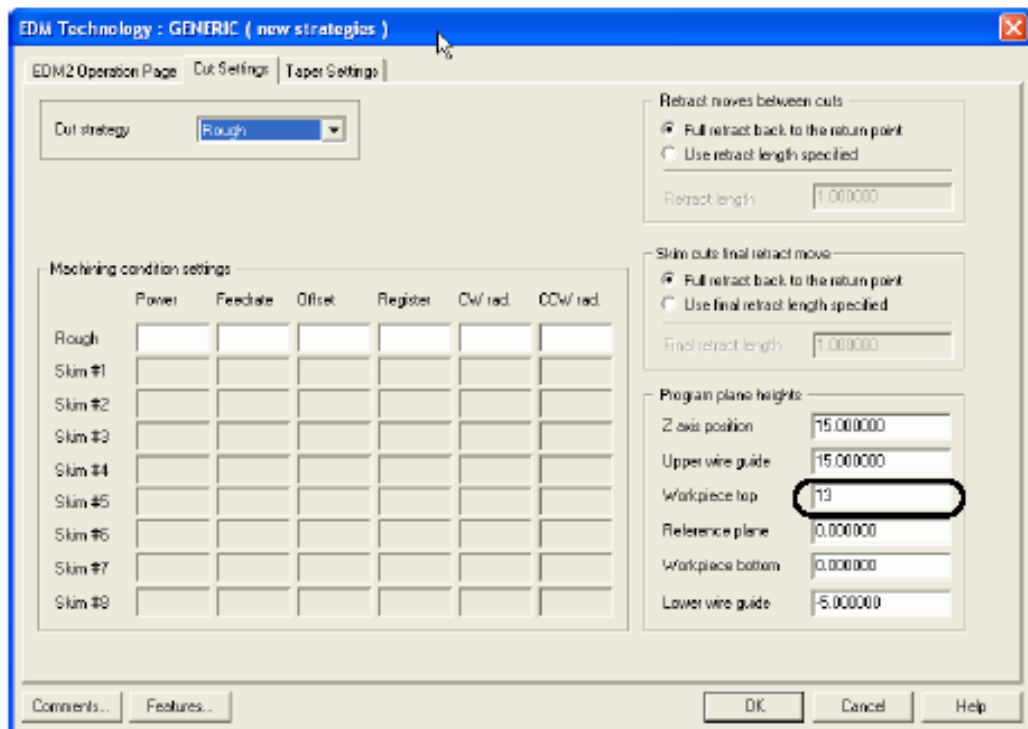 EDM Technology : GENERIC ( new strategies )
EDM2 Operation Page Cut Settings Taper Settings
Cut strategy Rough
Retract moves between cuts
Full retract back to the return point
Use retract length specified
Retract length 1.000000
Skim cuts final retract move
Full retract back to the return point
Use final retract length specified
Final retract length 1.000000
Machining condition settings
Power Feedrate Offset Register CW rad. CCW rad.
Rough
Skim #1
Skim #2
Skim #3
Skim #4
Skim #5
Skim #6
Skim #7
Skim #8
Program plane heights
Z axis position 15.000000
Upper wire guide 15.000000
Workpiece top 13
Reference plane 0.000000
Workpiece bottom 0.000000
Lower wire guide -5.000000
Comments... Features... OK Cancel Help